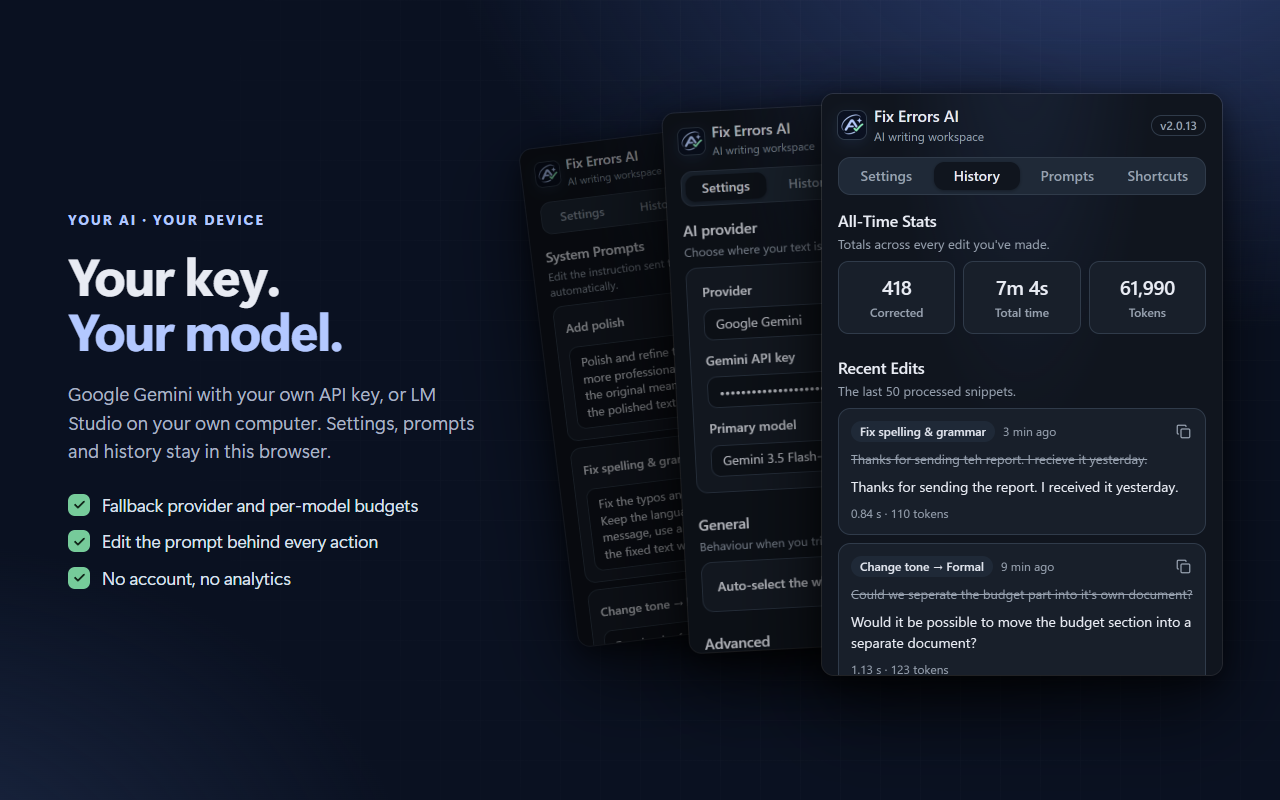 YOUR AI · YOUR DEVICE
Your key.
Your model.
Google Gemini with your own API key, or LM
Studio on your own computer. Settings, prompts
and history stay in this browser.
Fallback provider and per-model budgets
Edit the prompt behind every action
No account, no analytics
Fix Errors AI
AI writing workspace
Settings
System Prompts
Edit the instruction sent
automatically.
Add polish
Polish and refine
more professiona
the original mean
the polished text
Fix spelling & gra
Fix the typos an
Keep the langua
message, use a
the fixed text w
Change tone →
Fix Errors AI
AI writing workspace
Settings
AI provider
Choose where your text is
Provider
Google Gemini
Gemini API key
Primary model
Gemini 3.5 Flash-
General
Behaviour when you tri
Auto-select the w
Advanced
Fix Errors AI
AI writing workspace
v2.0.13
Settings History Prompts Shortcuts
All-Time Stats
Totals across every edit you've made.
418 7m 4s 61,990
Corrected Total time Tokens
Recent Edits
The last 50 processed snippets.
Fix spelling & grammar 3 min ago
Thanks for sending teh report. I recieve it yesterday.
Thanks for sending the report. I received it yesterday.
0.84 s · 110 tokens
Change tone → Formal 9 min ago
Could we seperate the budget part into it's own document?
Would it be possible to move the budget section into a
separate document?
1.13 s · 123 tokens